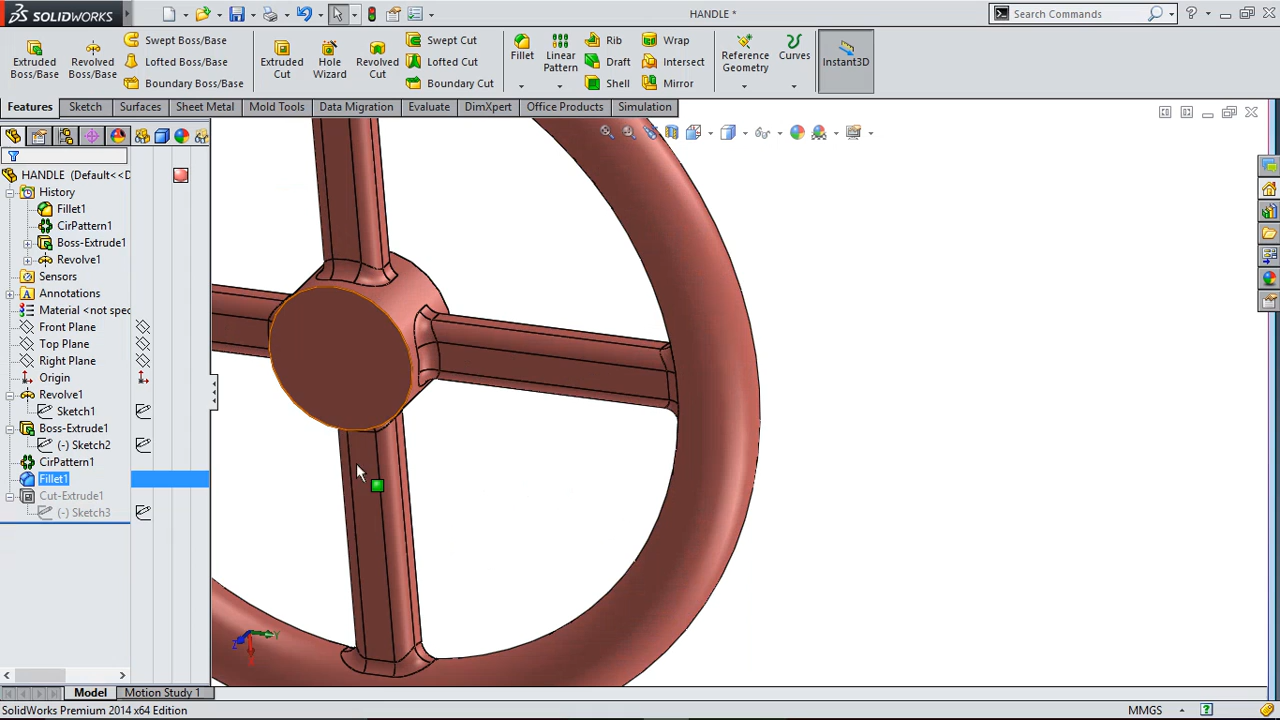 SOLIDWORKS
HANDLE *
Search Commands
Extruded Boss/Base
Revolved Boss/Base
Swept Boss/Base
Lofted Boss/Base
Boundary Boss/Base
Extruded Cut
Hole Wizard
Revolved Cut
Swept Cut
Lofted Cut
Boundary Cut
Fillet
Linear Pattern
Rib
Draft
Shell
Wrap
Intersect
Mirror
Reference Geometry
Curves
Instant3D
Features
Sketch
Surfaces
Sheet Metal
Mold Tools
Data Migration
Evaluate
DimXpert
Office Products
Simulation
HANDLE (Default<<D
History
Fillet1
CirPattern1
Boss-Extrude1
Revolve1
Sensors
Annotations
Material <not spec
Front Plane
Top Plane
Right Plane
Origin
Revolve1
Sketch1
Boss-Extrude1
(-) Sketch2
CirPattern1
Fillet1
Cut-Extrude1
(-) Sketch3
Model
Motion Study 1
SolidWorks Premium 2014 x64 Edition
MMGS